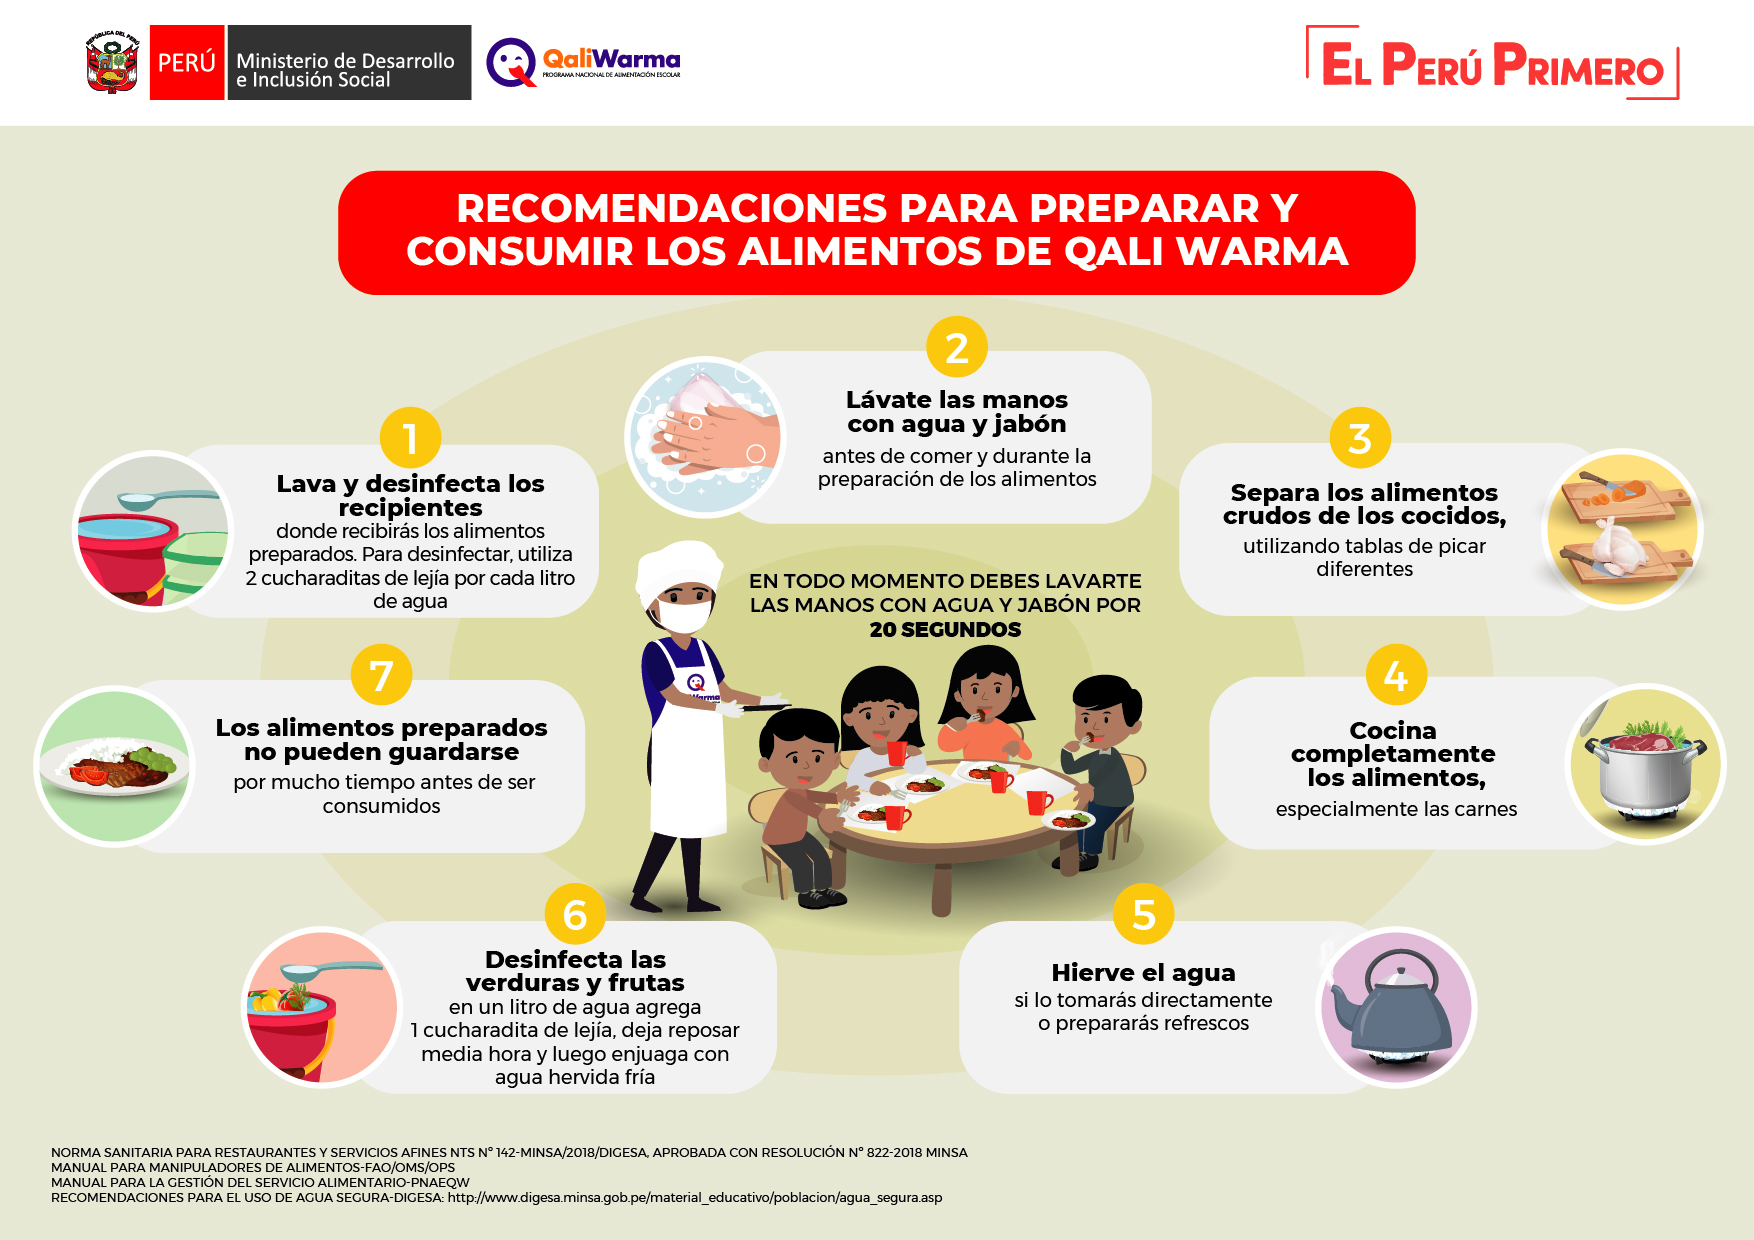 REPÚBLICA DEL PERÚ
PERÚ
Ministerio de Desarrollo
e Inclusión Social
QaliWarma
PROGRAMA NACIONAL DE ALIMENTACIÓN ESCOLAR
EL PERÚ PRIMERO
RECOMENDACIONES PARA PREPARAR Y
CONSUMIR LOS ALIMENTOS DE QALI WARMA
1
Lava y desinfecta los
recipientes
donde recibirás los alimentos
preparados. Para desinfectar, utiliza
2 cucharaditas de lejía por cada litro
de agua
2
Lávate las manos
con agua y jabón
antes de comer y durante la
preparación de los alimentos
3
Separa los alimentos
crudos de los cocidos,
utilizando tablas de picar
diferentes
EN TODO MOMENTO DEBES LAVARTE
LAS MANOS CON AGUA Y JABÓN POR
20 SEGUNDOS
4
Cocina
completamente
los alimentos,
especialmente las carnes
5
Hierve el agua
si lo tomarás directamente
o prepararás refrescos
6
Desinfecta las
verduras y frutas
en un litro de agua agrega
1 cucharadita de lejía, deja reposar
media hora y luego enjuaga con
agua hervida fría
7
Los alimentos preparados
no pueden guardarse
por mucho tiempo antes de ser
consumidos
NORMA SANITARIA PARA RESTAURANTES Y SERVICIOS AFINES NTS Nº 142-MINSA/2018/DIGESA, APROBADA CON RESOLUCIÓN Nº 822-2018 MINSA
MANUAL PARA MANIPULADORES DE ALIMENTOS-FAO/OMS/OPS
MANUAL PARA LA GESTIÓN DEL SERVICIO ALIMENTARIO-PNAEQW
RECOMENDACIONES PARA EL USO DE AGUA SEGURA-DIGESA: http://www.digesa.minsa.gob.pe/material_educativo/poblacion/agua_segura.asp